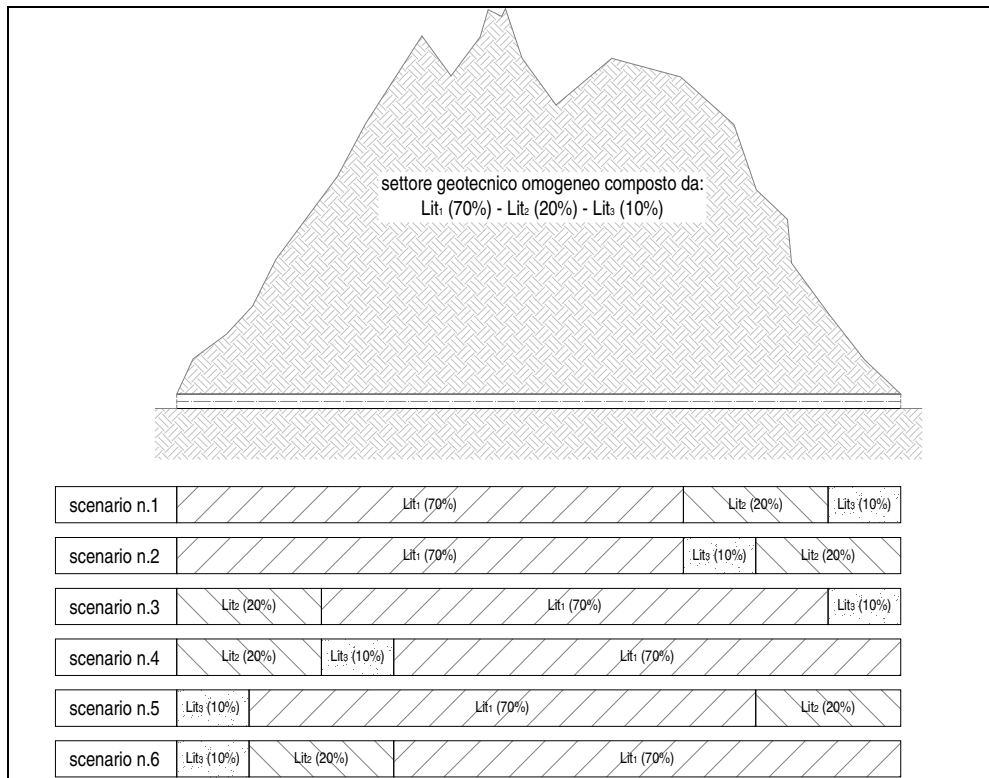 settore geotecnico omogeneo composto da:
Lit₁ (70%) - Lit₂ (20%) - Lit₃ (10%)
scenario n.1 Lit₁ (70%) Lit₂ (20%) Lit₃ (10%)
scenario n.2 Lit₁ (70%) Lit₃ (10%) Lit₂ (20%)
scenario n.3 Lit₂ (20%) Lit₁ (70%) Lit₃ (10%)
scenario n.4 Lit₂ (20%) Lit₃ (10%) Lit₁ (70%)
scenario n.5 Lit₃ (10%) Lit₁ (70%) Lit₂ (20%)
scenario n.6 Lit₃ (10%) Lit₂ (20%) Lit₁ (70%)